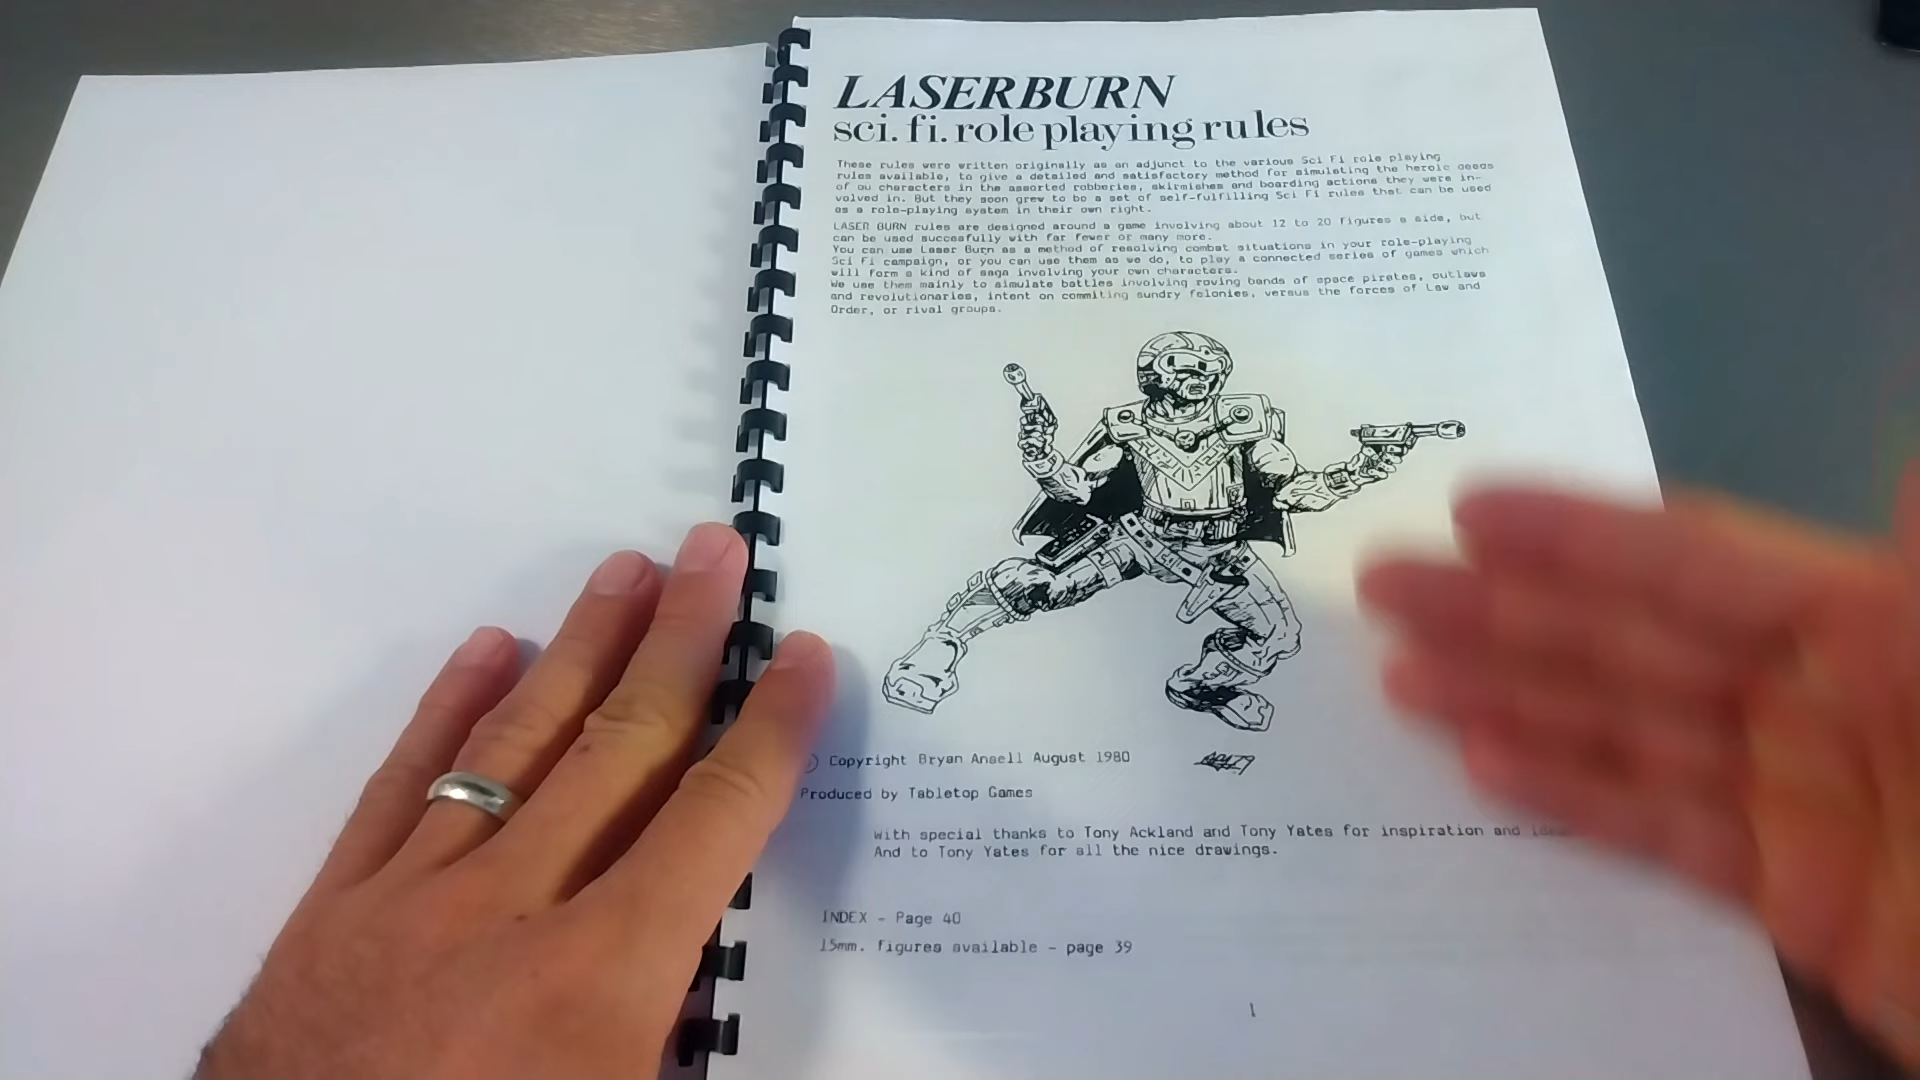 LASERBURN
sci. fi. role playing rules
These rules were written originally as an adjunct to the various Sci Fi role playing
rules available, to give a detailed and satisfactory method for simulating the heroic deeds
of ou characters in the assorted robberies, skirmishes and boarding actions they were in-
volved in. But they soon grew to be a set of self-fulfilling Sci Fi rules that can be used
as a role-playing system in their own right.
LASER BURN rules are designed around a game involving about 12 to 20 figures a side, but
can be used succesfully with far fewer or many more.
You can use Laser Burn as a method of resolving combat situations in your role-playing
Sci Fi campaign, or you can use them as we do, to play a connected series of games which
will form a kind of saga involving your own characters.
We use them mainly to simulate battles involving roving bands of space pirates, outlaws
and revolutionaries, intent on commiting sundry felonies, versus the forces of Law and
Order, or rival groups.
Copyright Bryan Ansell August 1980
Produced by Tabletop Games
With special thanks to Tony Ackland and Tony Yates for inspiration and
And to Tony Yates for all the nice drawings.
INDEX - Page 40
15mm. figures available - page 39
1